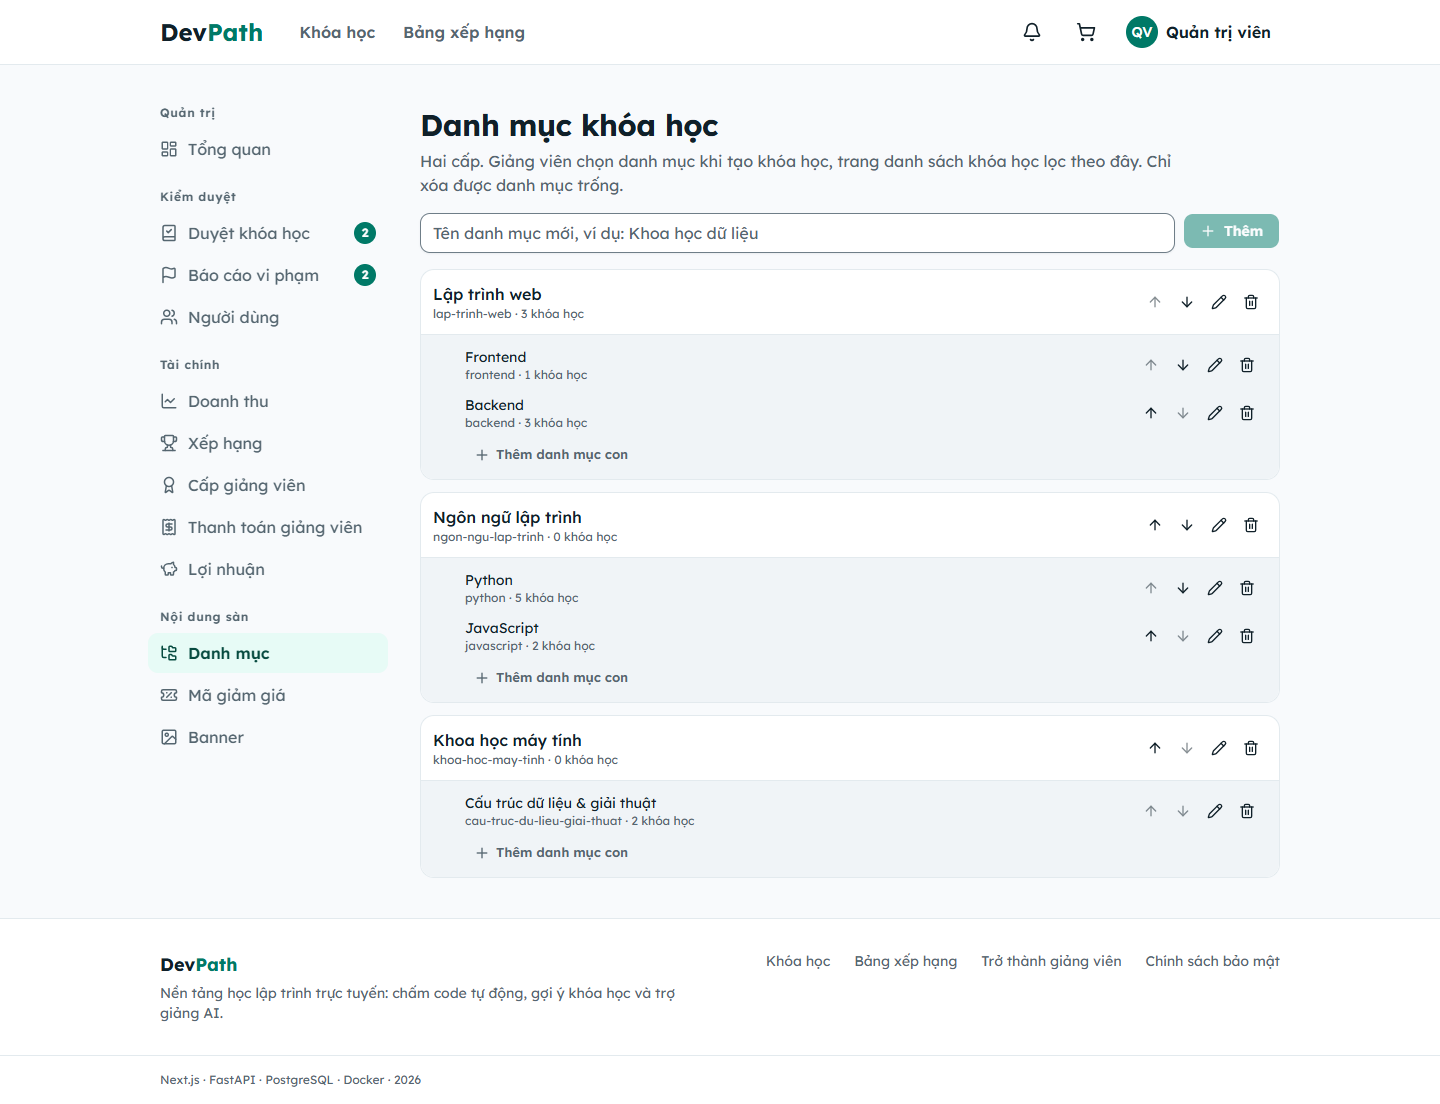 DevPath
Khóa học
Bảng xếp hạng
QV
Quản trị viên
Quản trị
Tổng quan
Kiểm duyệt
Duyệt khóa học
2
Báo cáo vi phạm
2
Người dùng
Tài chính
Doanh thu
Xếp hạng
Cấp giảng viên
Thanh toán giảng viên
Lợi nhuận
Nội dung sàn
Danh mục
Mã giảm giá
Banner
Danh mục khóa học
Hai cấp. Giảng viên chọn danh mục khi tạo khóa học, trang danh sách khóa học lọc theo đây. Chỉ
xóa được danh mục trống.
Tên danh mục mới, ví dụ: Khoa học dữ liệu
Thêm
Lập trình web
lap-trinh-web · 3 khóa học
Frontend
frontend · 1 khóa học
Backend
backend · 3 khóa học
Thêm danh mục con
Ngôn ngữ lập trình
ngon-ngu-lap-trinh · 0 khóa học
Python
python · 5 khóa học
JavaScript
javascript · 2 khóa học
Thêm danh mục con
Khoa học máy tính
khoa-hoc-may-tinh · 0 khóa học
Cấu trúc dữ liệu & giải thuật
cau-truc-du-lieu-giai-thuat · 2 khóa học
Thêm danh mục con
DevPath
Nền tảng học lập trình trực tuyến: chấm code tự động, gợi ý khóa học và trợ
giảng AI.
Khóa học
Bảng xếp hạng
Trở thành giảng viên
Chính sách bảo mật
Next.js · FastAPI · PostgreSQL · Docker · 2026